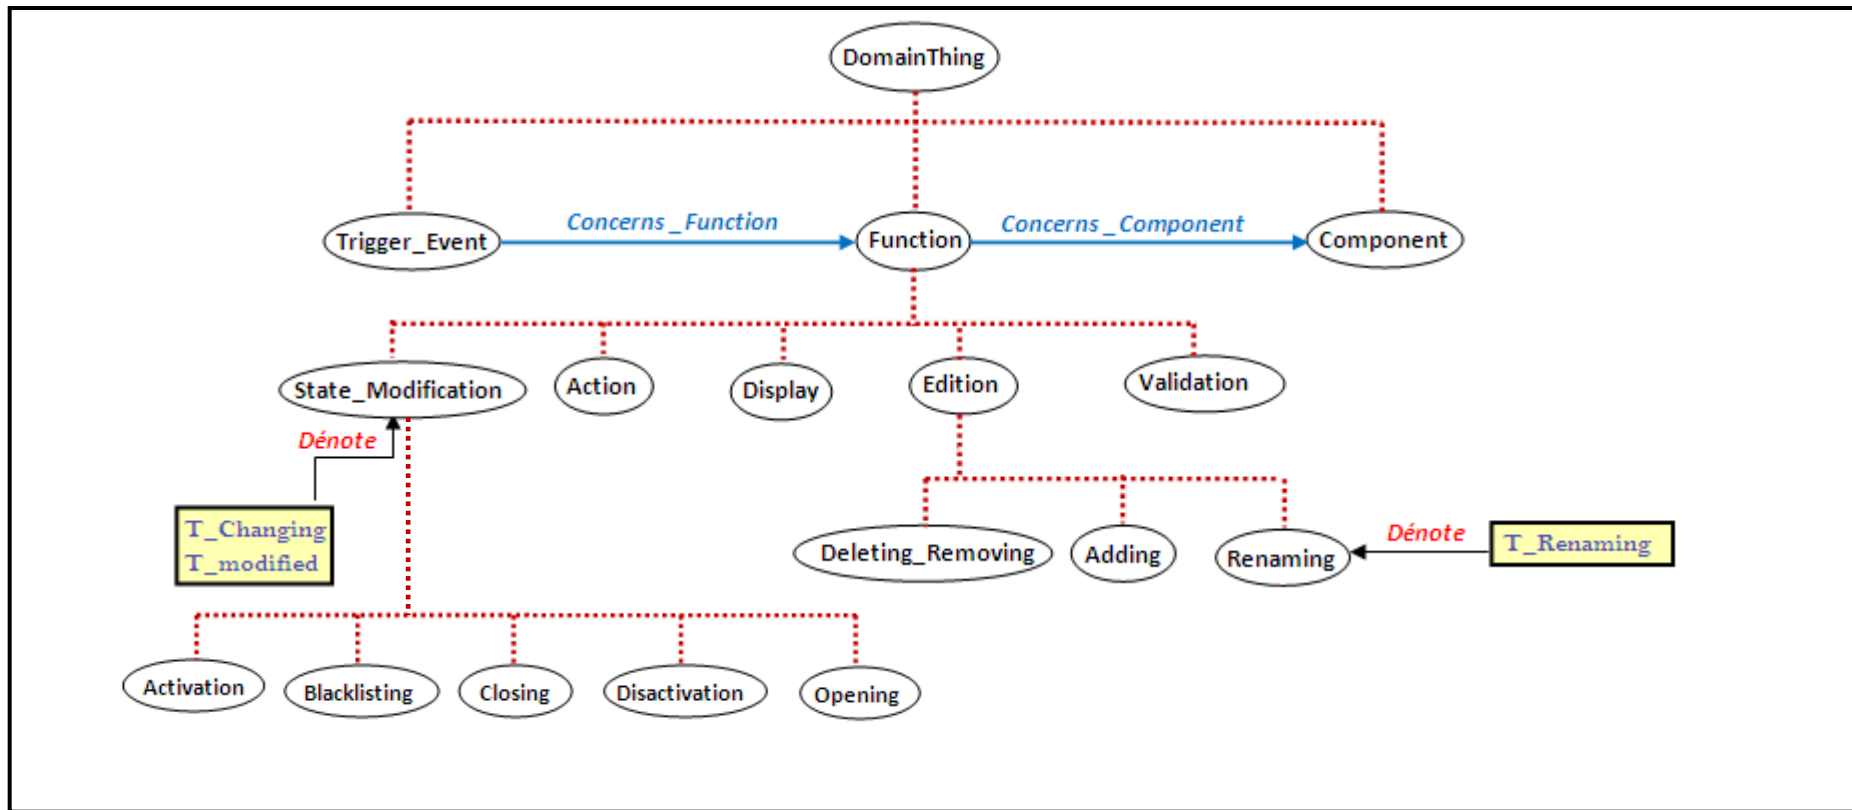 DomainThing
Concerns _Function
Concerns _Component
Trigger_Event
Function
Component
State_Modification
Action
Display
Edition
Validation
Dénote
T_Changing
T_modified
Deleting_Removing
Adding
Renaming
Dénote
T_Renaming
Activation
Blacklisting
Closing
Disactivation
Opening